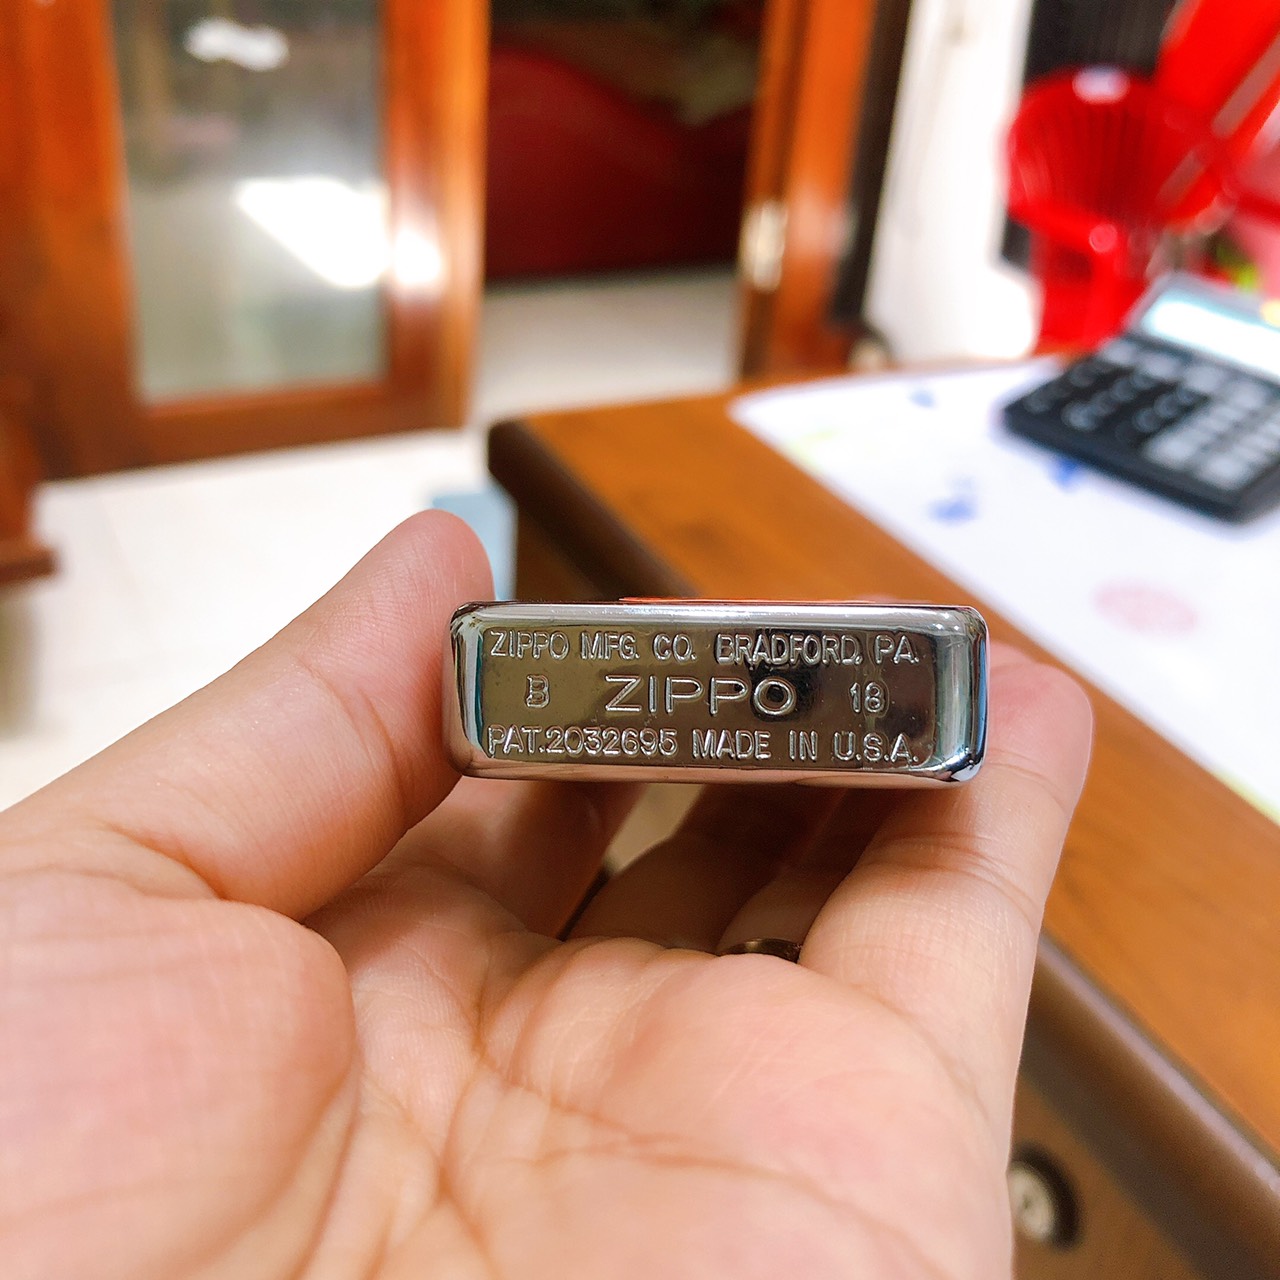 ZIPPO MFG. CO. BRADFORD, PA.
B ZIPPO 18
PAT.2032695 MADE IN U.S.A.